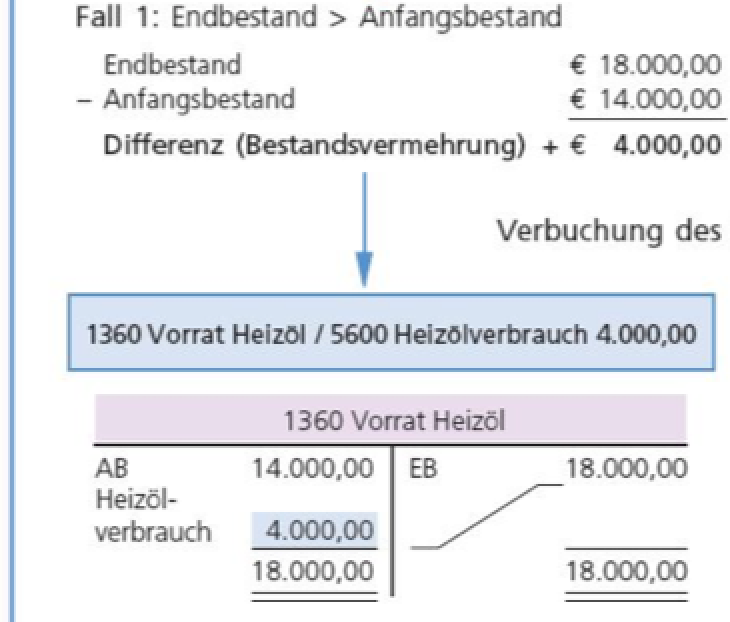 Fall 1: Endbestand > Anfangsbestand
Endbestand € 18.000,00
– Anfangsbestand € 14.000,00
Differenz (Bestandsvermehrung) + € 4.000,00
Verbuchung des
1360 Vorrat Heizöl / 5600 Heizölverbrauch 4.000,00
1360 Vorrat Heizöl
AB 14.000,00 EB 18.000,00
Heizöl-
verbrauch 4.000,00
18.000,00 18.000,00